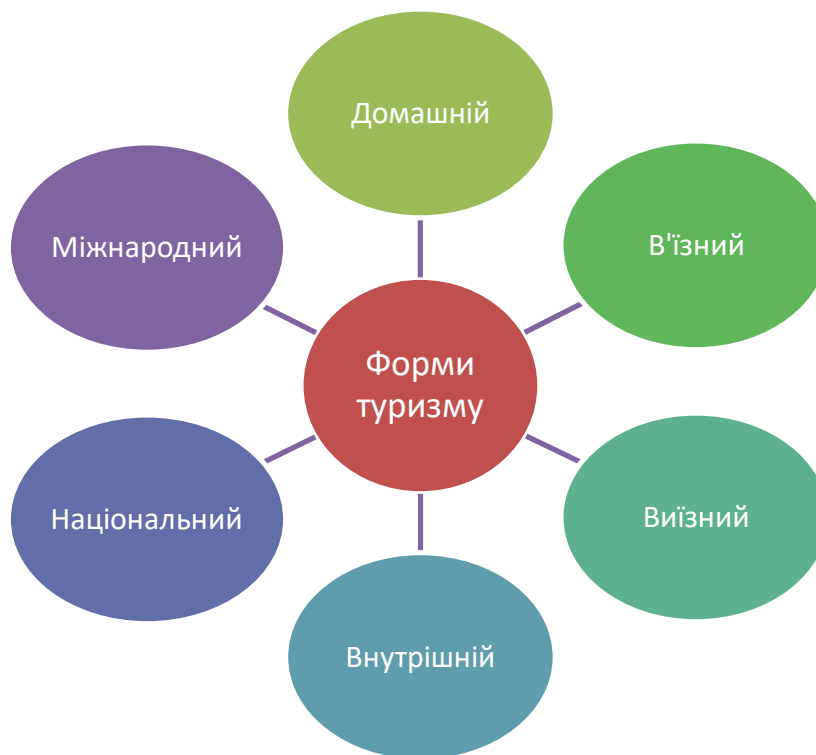 Домашній
Міжнародний
В'їзний
Форми
туризму
Національний
Виїзний
Внутрішній